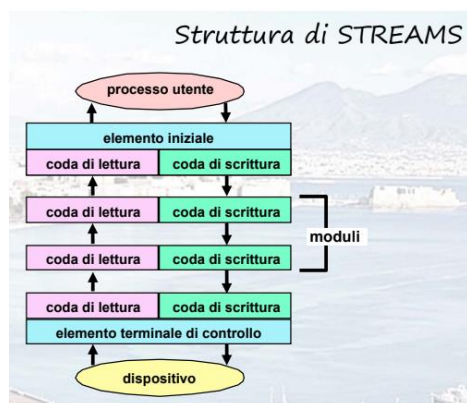 Struttura di STREAMS
processo utente
elemento iniziale
coda di lettura coda di scrittura
coda di lettura coda di scrittura
moduli
coda di lettura coda di scrittura
coda di lettura coda di scrittura
elemento terminale di controllo
dispositivo